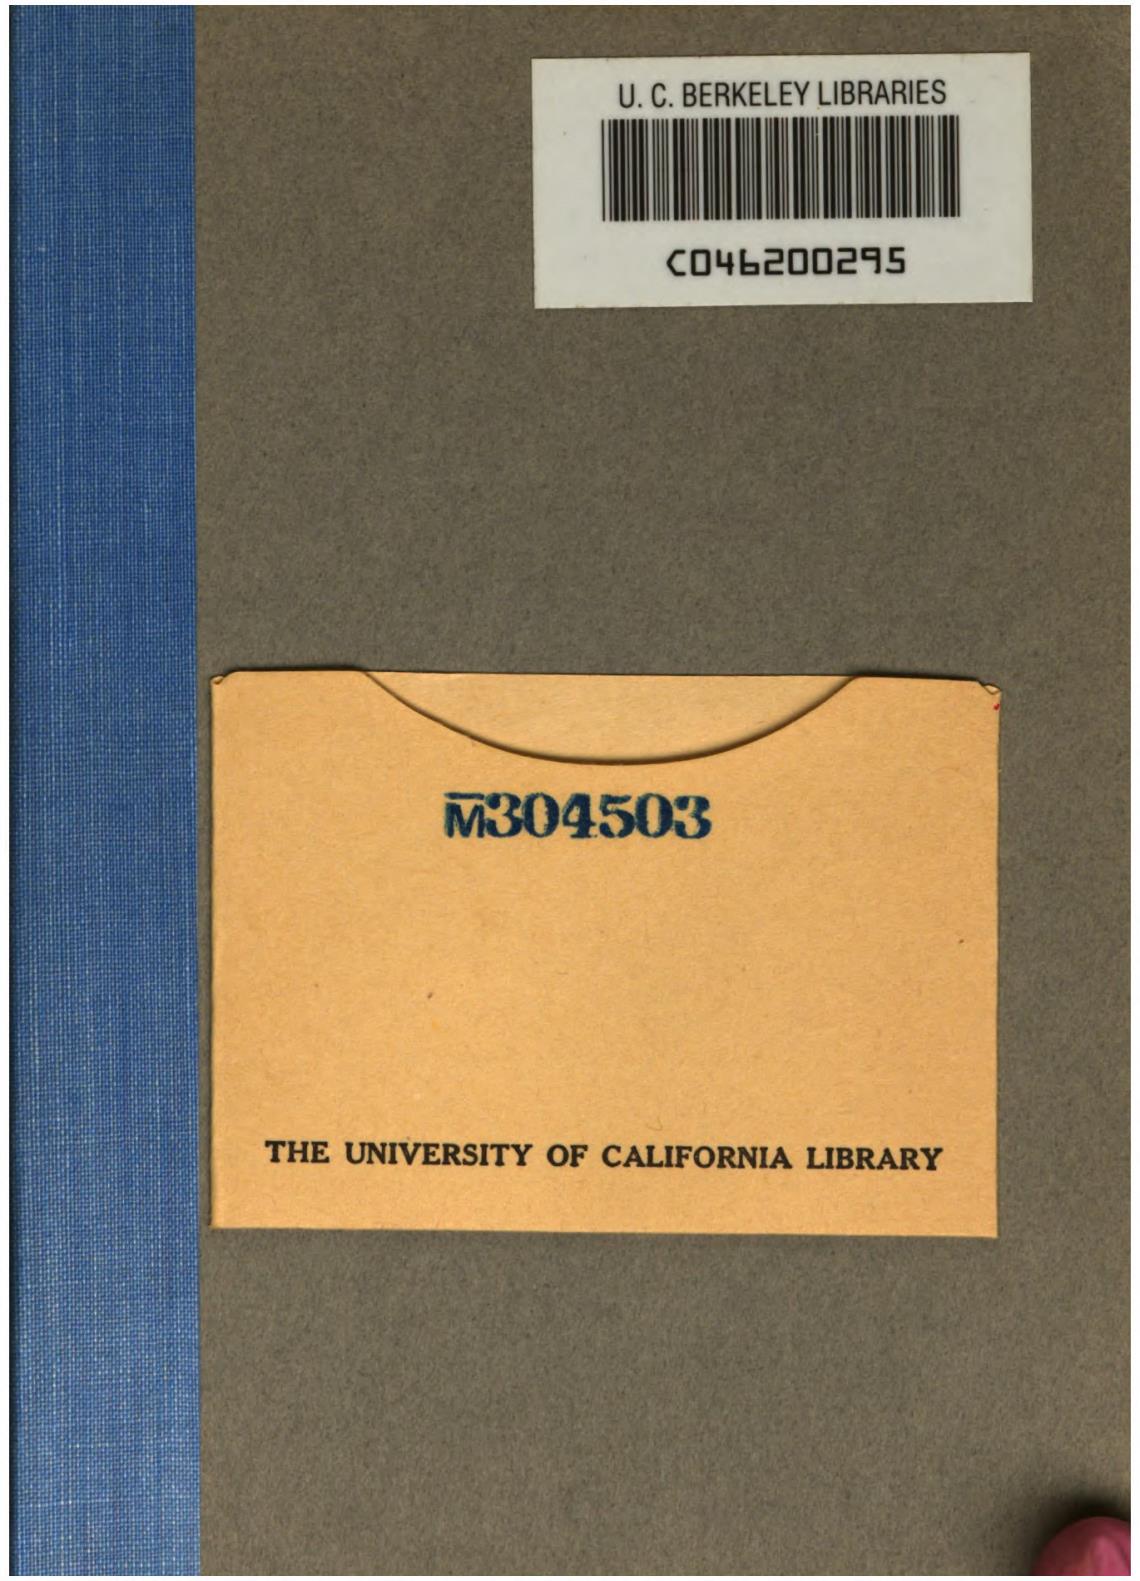 U. C. BERKELEY LIBRARIES
C046200295
M304503
THE UNIVERSITY OF CALIFORNIA LIBRARY